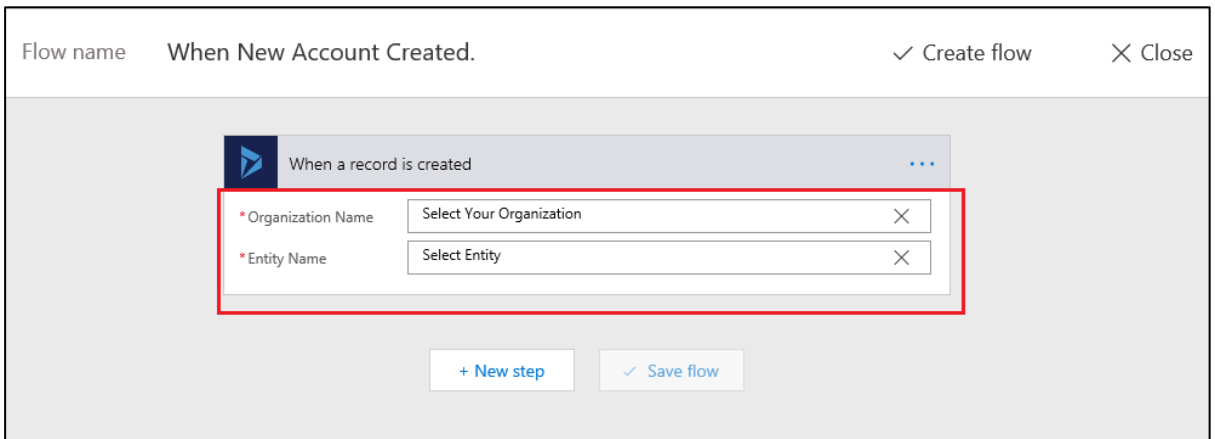 Flow name When New Account Created. Create flow Close
When a record is created
*Organization Name Select Your Organization
*Entity Name Select Entity
+ New step Save flow